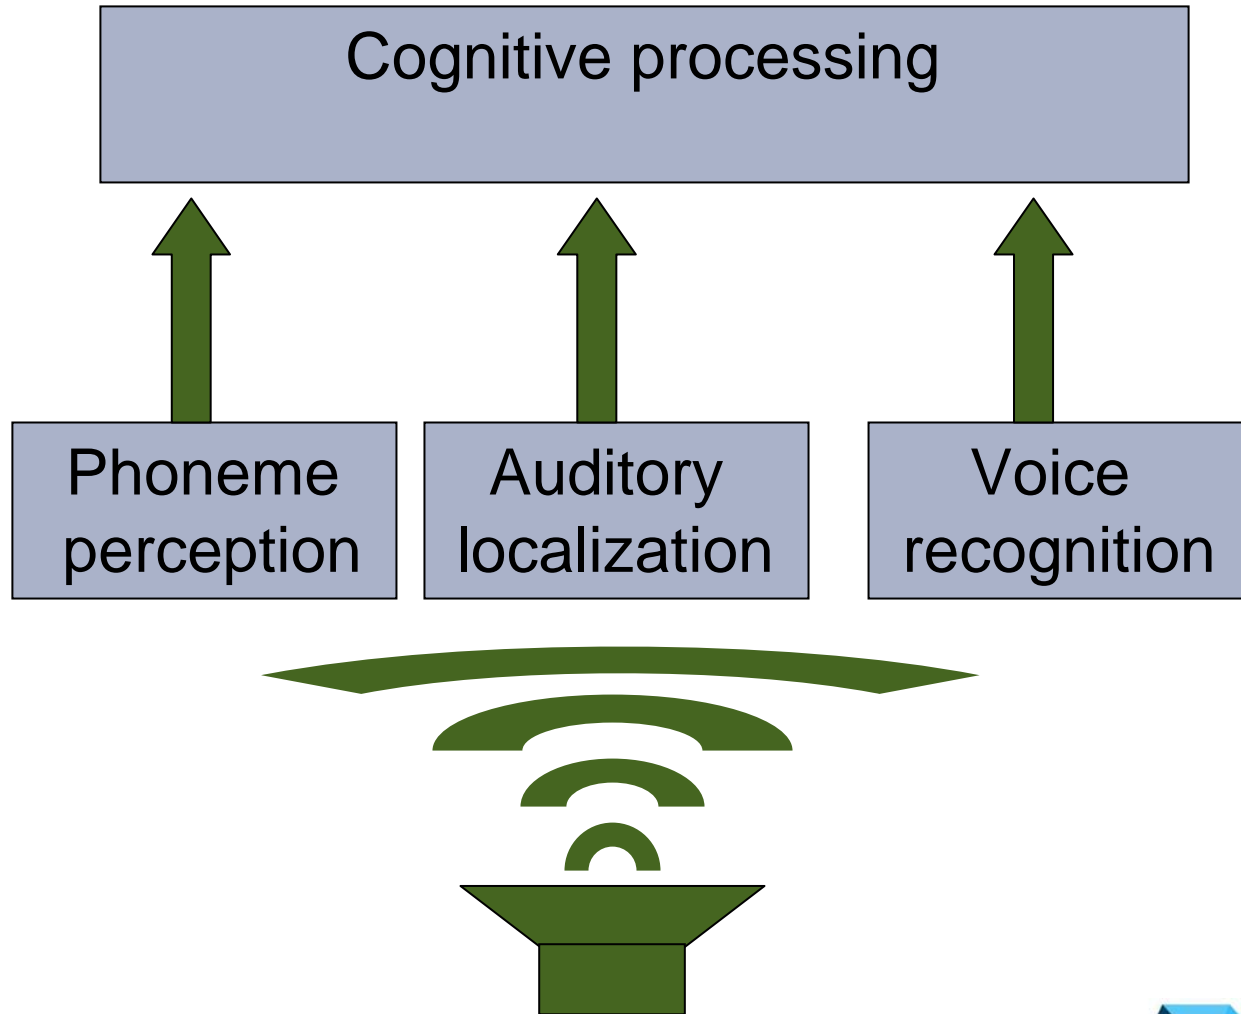 Cognitive processing
Phoneme
perception
Auditory
localization
Voice
recognition